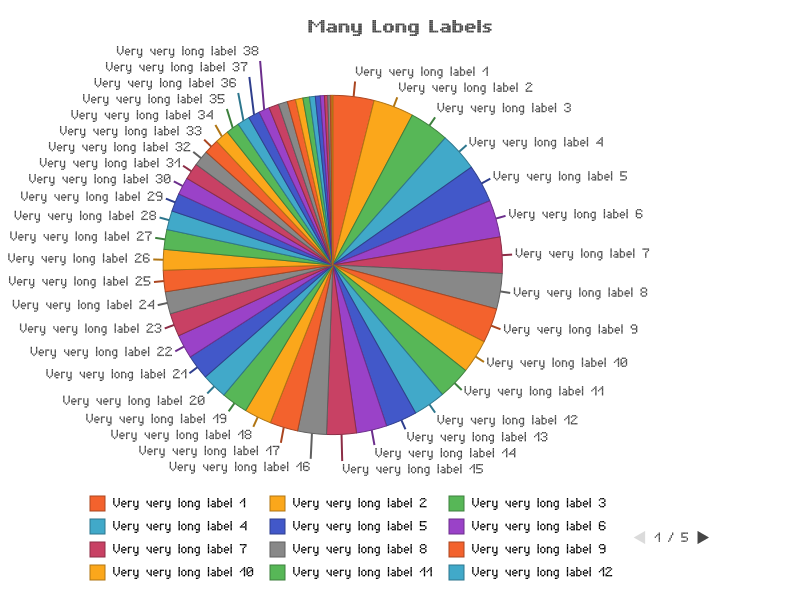 Many Long Labels
Very very long label 38
Very very long label 37
Very very long label 36
Very very long label 35
Very very long label 34
Very very long label 33
Very very long label 32
Very very long label 31
Very very long label 30
Very very long label 29
Very very long label 28
Very very long label 27
Very very long label 26
Very very long label 25
Very very long label 24
Very very long label 23
Very very long label 22
Very very long label 21
Very very long label 20
Very very long label 19
Very very long label 18
Very very long label 17
Very very long label 16
Very very long label 1
Very very long label 2
Very very long label 3
Very very long label 4
Very very long label 5
Very very long label 6
Very very long label 7
Very very long label 8
Very very long label 9
Very very long label 10
Very very long label 11
Very very long label 12
Very very long label 13
Very very long label 14
Very very long label 15
Very very long label 1 Very very long label 2 Very very long label 3
Very very long label 4 Very very long label 5 Very very long label 6
Very very long label 7 Very very long label 8 Very very long label 9
Very very long label 10 Very very long label 11 Very very long label 12
1 / 5